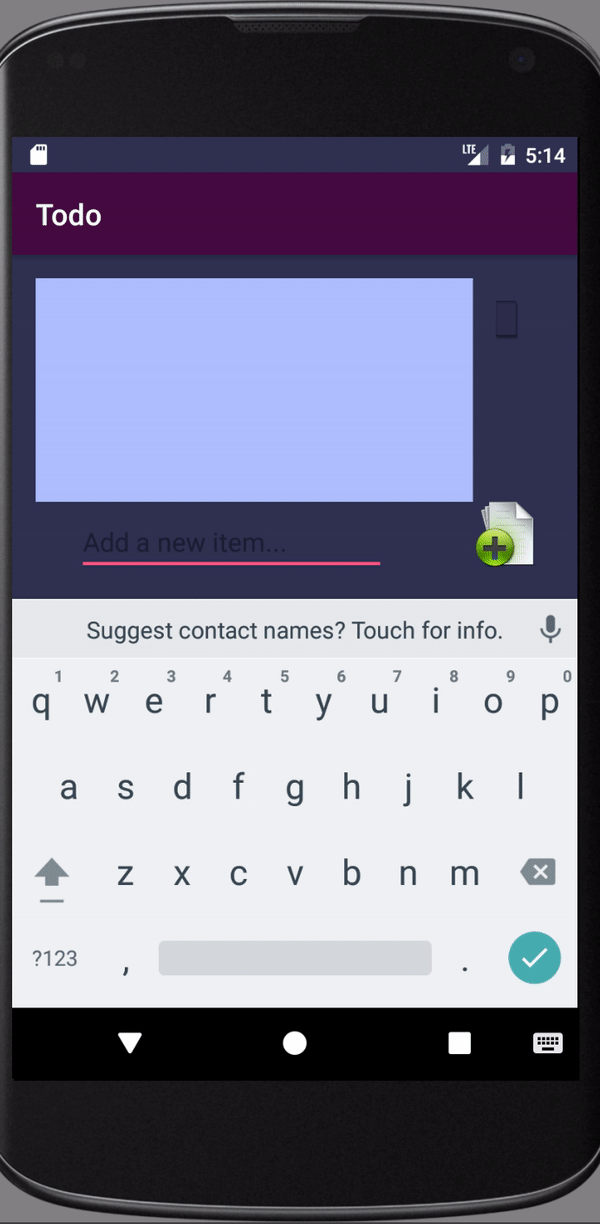 LTE 5:14
Todo
Add a new item...
Suggest contact names? Touch for info.
1 2 3 4 5 6 7 8 9 0
q w e r t y u i o p
a s d f g h j k l
z x c v b n m
?123 , .